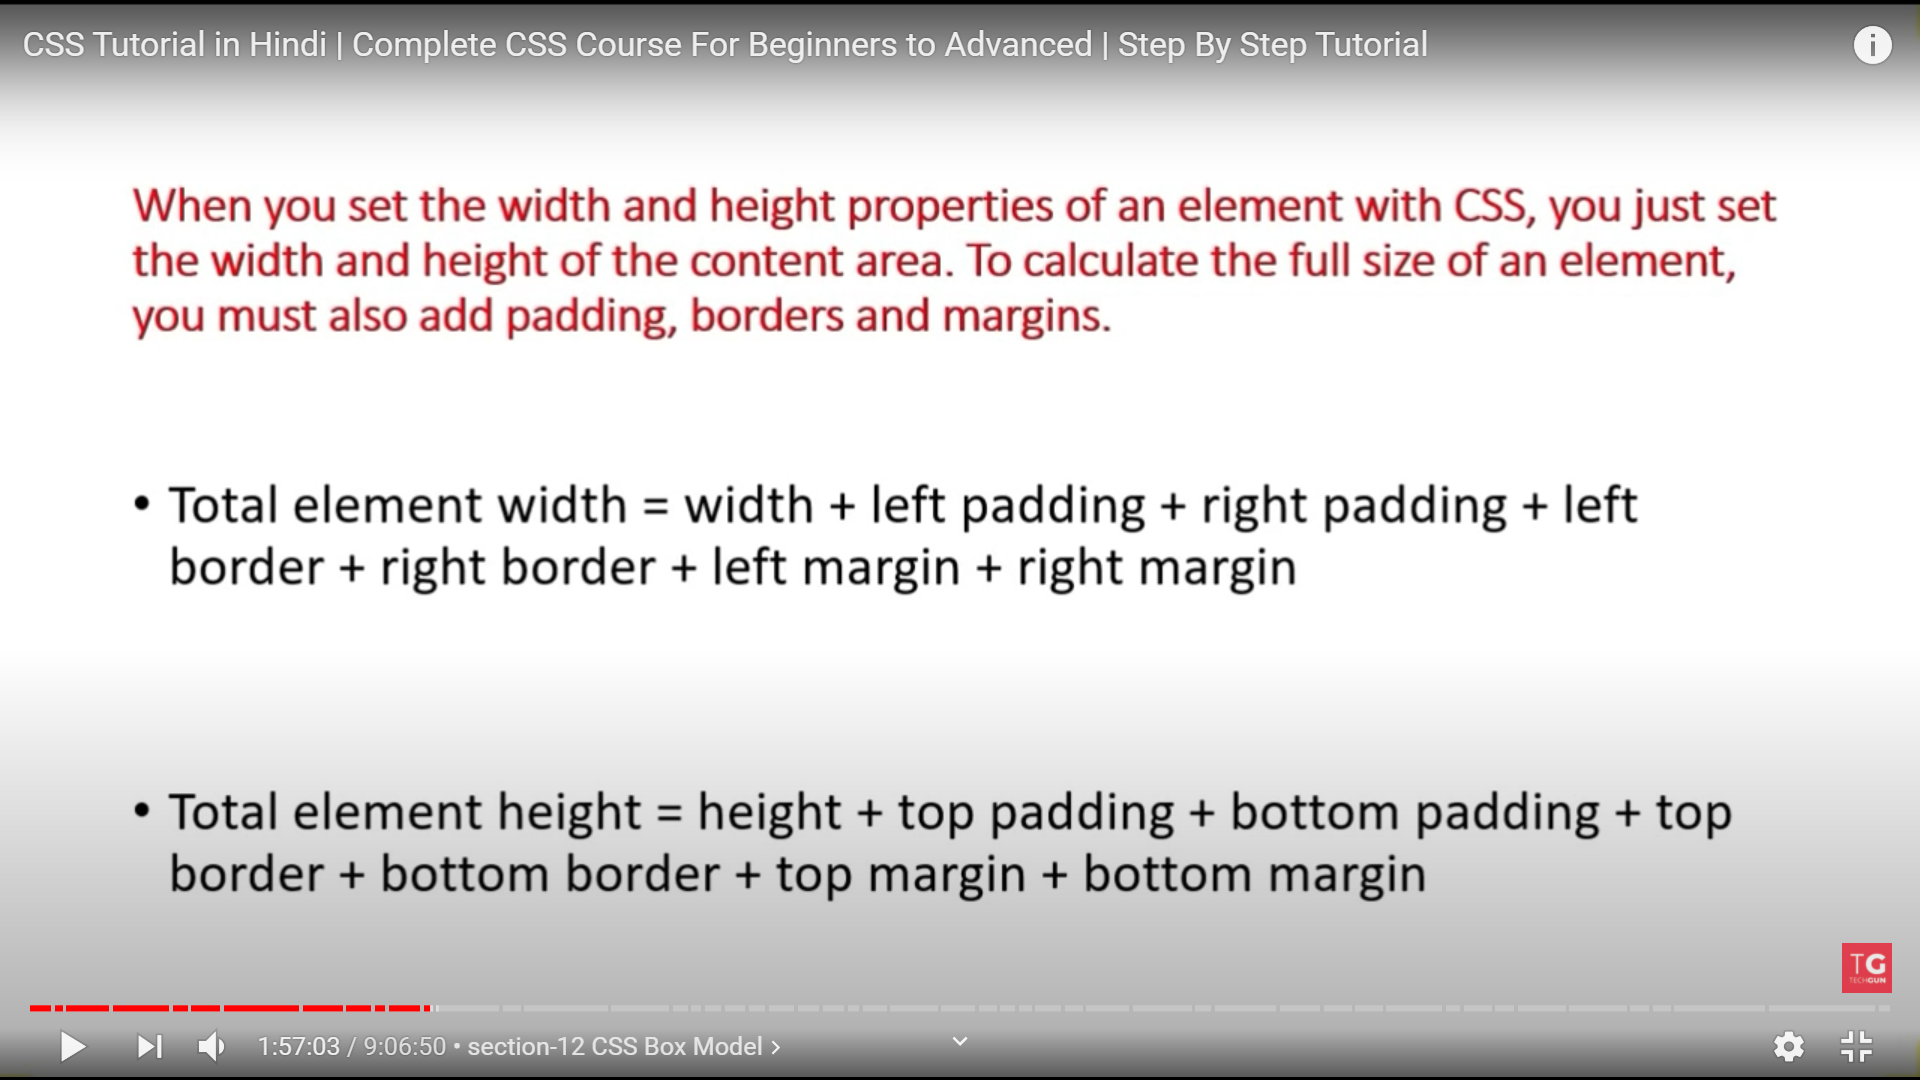 CSS Tutorial in Hindi | Complete CSS Course For Beginners to Advanced | Step By Step Tutorial
When you set the width and height properties of an element with CSS, you just set
the width and height of the content area. To calculate the full size of an element,
you must also add padding, borders and margins.
• Total element width = width + left padding + right padding + left
border + right border + left margin + right margin
• Total element height = height + top padding + bottom padding + top
border + bottom border + top margin + bottom margin
TG
TECHGUN
1:57:03 / 9:06:50 • section-12 CSS Box Model >